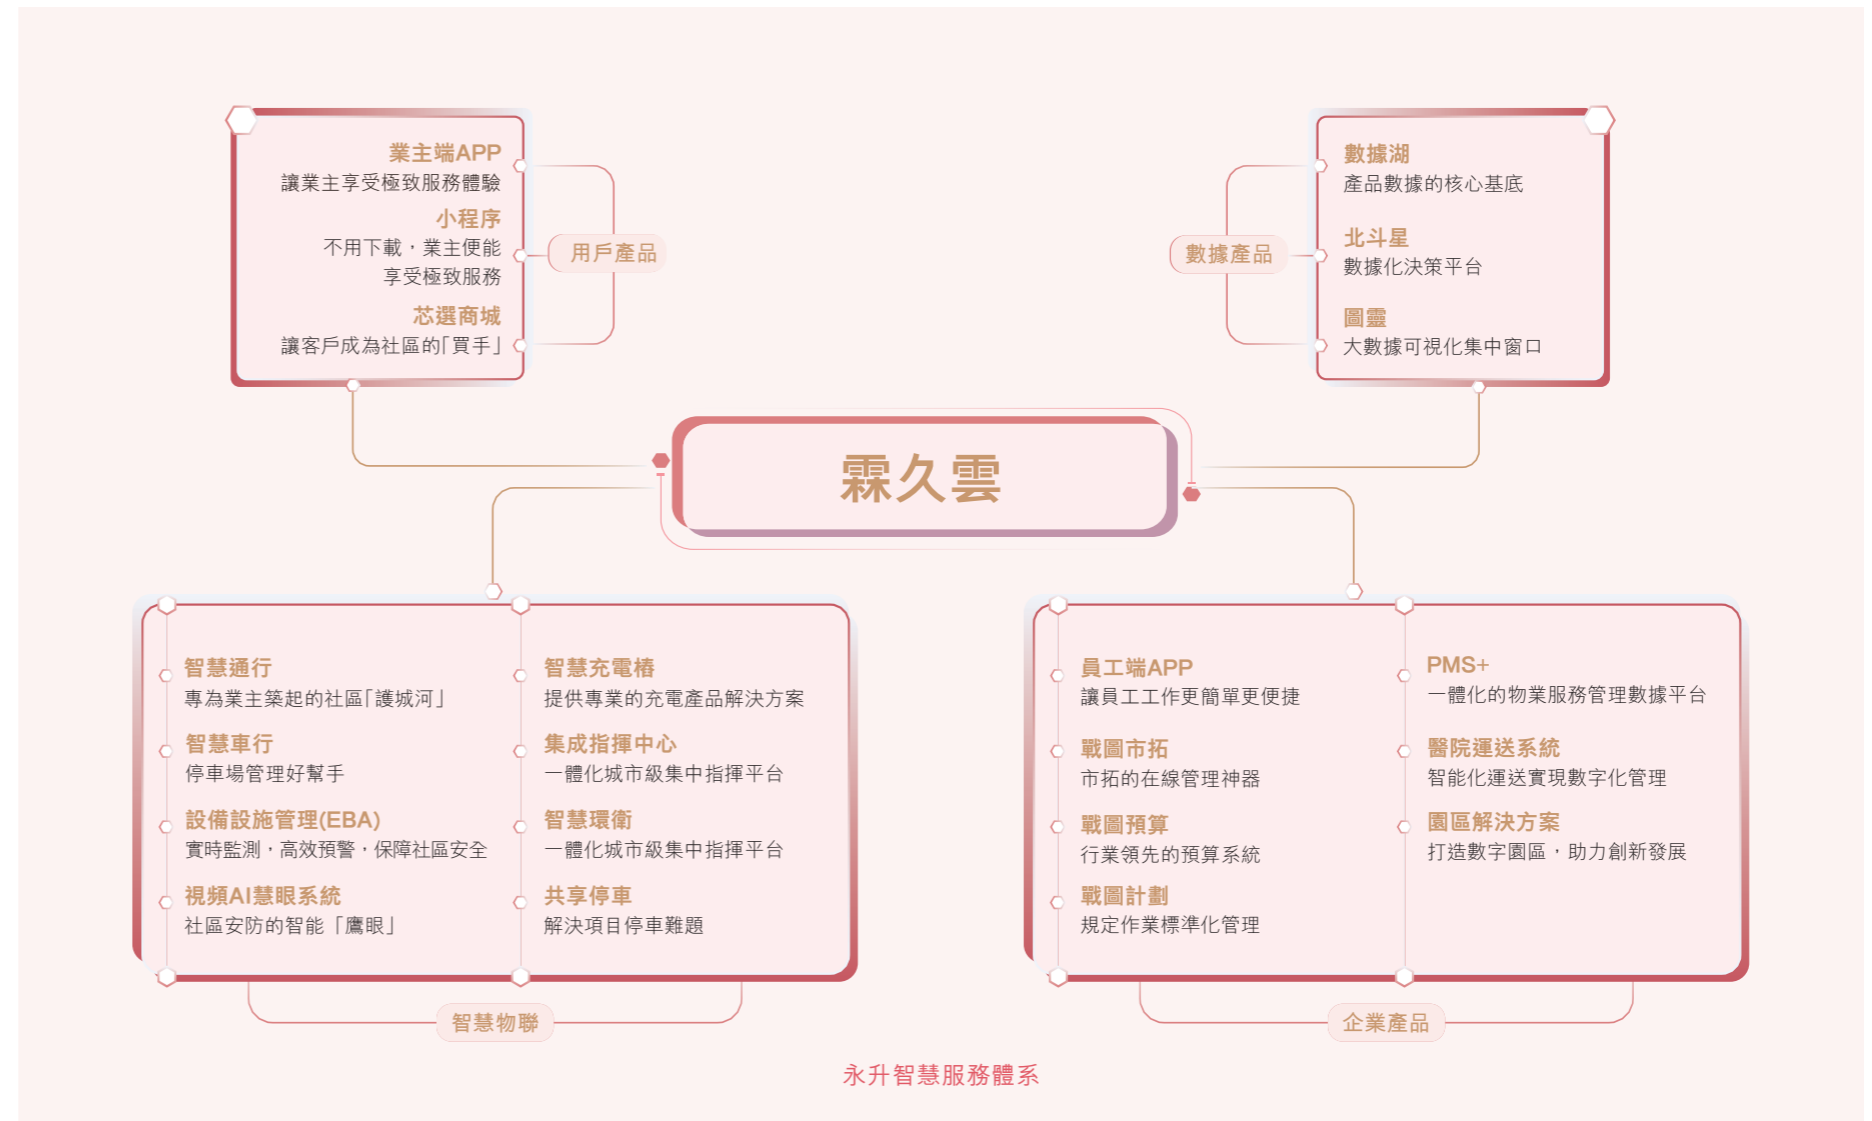 業主端APP
讓業主享受極致服務體驗
小程序
不用下載，業主便能
享受極致服務
芯選商城
讓客戶成為社區的「買手」
用戶產品
數據產品
數據湖
產品數據的核心基底
北斗星
數據化決策平台
圖靈
大數據可視化集中窗口
霖久雲
智慧通行
專為業主築起的社區「護城河」
智慧車行
停車場管理好幫手
設備設施管理(EBA)
實時監測，高效預警，保障社區安全
視頻AI慧眼系統
社區安防的智能「鷹眼」
智慧充電樁
提供專業的充電產品解決方案
集成指揮中心
一體化城市級集中指揮平台
智慧環衛
一體化城市級集中指揮平台
共享停車
解決項目停車難題
智慧物聯
員工端APP
讓員工工作更簡單更便捷
戰圖市拓
市拓的在線管理神器
戰圖預算
行業領先的預算系統
戰圖計劃
規定作業標準化管理
PMS+
一體化的物業服務管理數據平台
醫院運送系統
智能化運送實現數字化管理
園區解決方案
打造數字園區，助力創新發展
企業產品
永升智慧服務體系